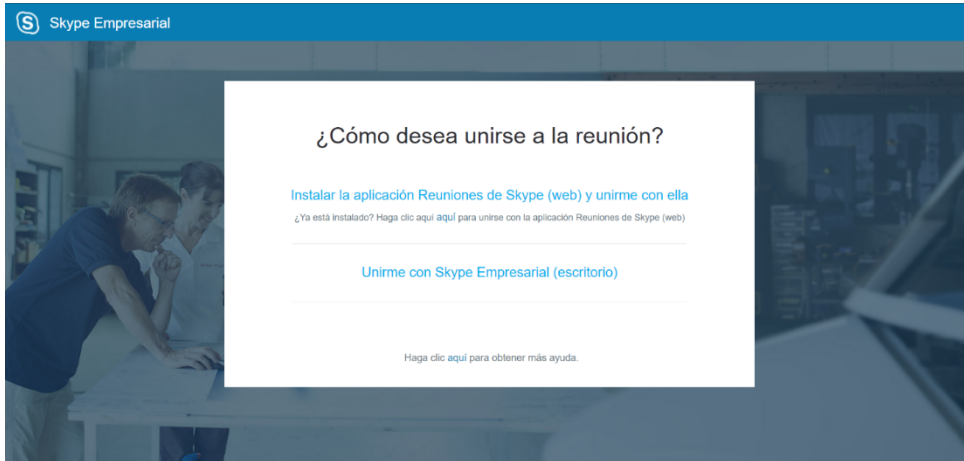 Skype Empresarial
¿Cómo desea unirse a la reunión?
Instalar la aplicación Reuniones de Skype (web) y unirme con ella
¿Ya está instalado? Haga clic aquí aquí para unirse con la aplicación Reuniones de Skype (web)
Unirme con Skype Empresarial (escritorio)
Haga clic aquí para obtener más ayuda.